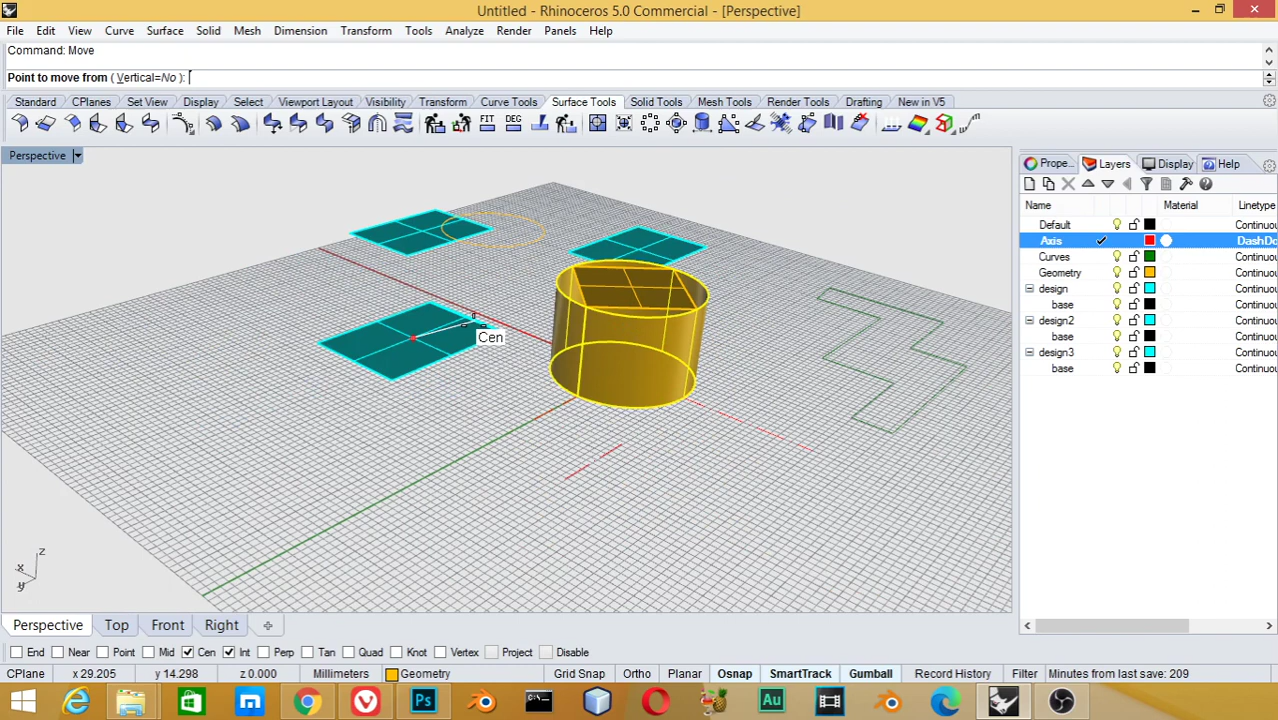 Untitled - Rhinoceros 5.0 Commercial - [Perspective]
File Edit View Curve Surface Solid Mesh Dimension Transform Tools Analyze Render Panels Help
Command: Move
Point to move from ( Vertical=No ):
Standard CPlanes Set View Display Select Viewport Layout Visibility Transform Curve Tools Surface Tools Solid Tools Mesh Tools Render Tools Drafting New in V5
FIT DEG
Perspective
Prope... Layers Display Help
Name Material Linetype
Default Continuou
Axis DashDo
Curves Continuou
Geometry Continuou
design Continuou
base Continuou
design2 Continuou
base Continuou
design3 Continuou
base Continuou
Cen
z
x
y
Perspective Top Front Right
End Near Point Mid Cen Int Perp Tan Quad Knot Vertex Project Disable
CPlane x 29.205 y 14.298 z 0.000 Millimeters Geometry Grid Snap Ortho Planar Osnap SmartTrack Gumball Record History Filter Minutes from last save: 209
Ps Au